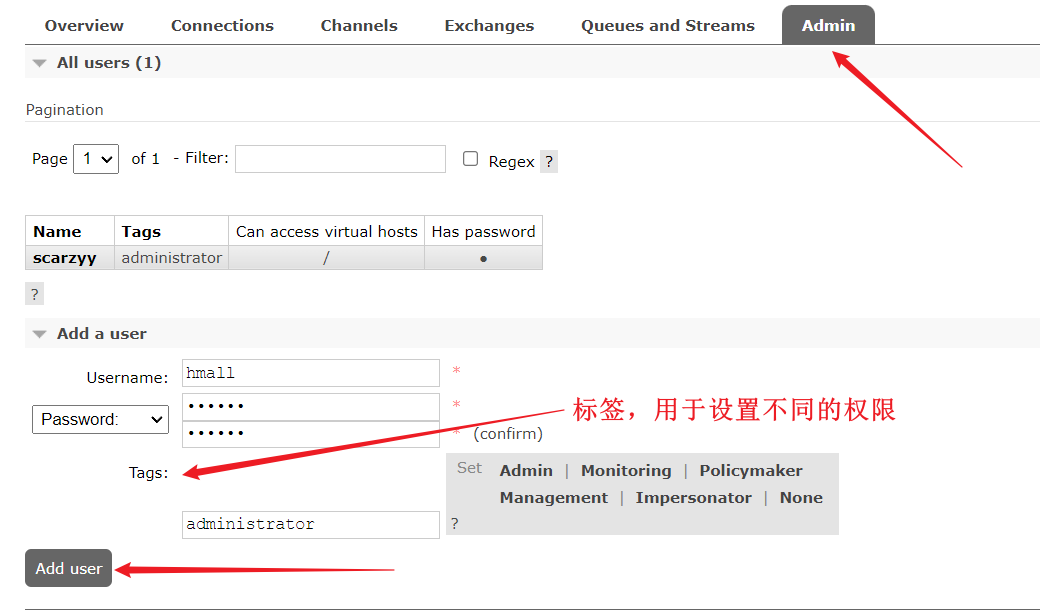 Overview Connections Channels Exchanges Queues and Streams Admin
All users (1)
Pagination
Page 1 of 1 - Filter: Regex ?
Name Tags Can access virtual hosts Has password
scarzyy administrator / ●
?
Add a user
Username: hmall *
Password: •••••• *
•••••• * (confirm)
标签，用于设置不同的权限
Tags:
Set Admin | Monitoring | Policymaker
Management | Impersonator | None
administrator ?
Add user